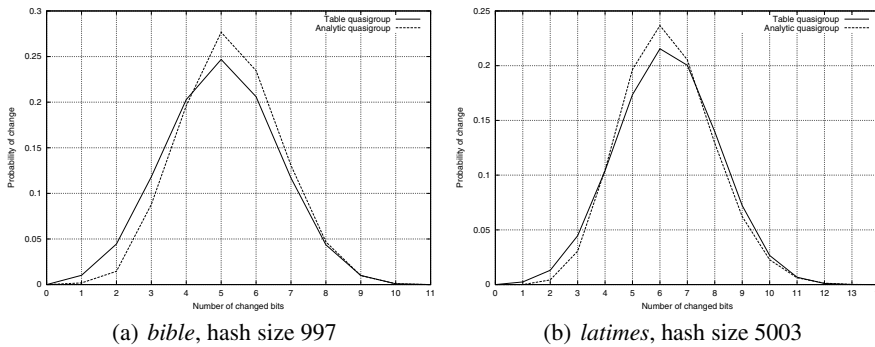 0.3
0.25
0.2
0.15
0.1
0.05
0
Probability of change
Table quasigroup
Analytic quasigroup
0 1 2 3 4 5 6 7 8 9 10 11
Number of changed bits
(a) bible, hash size 997
0.25
0.2
0.15
0.1
0.05
0
Probability of change
Table quasigroup
Analytic quasigroup
0 1 2 3 4 5 6 7 8 9 10 11 12 13
Number of changed bits
(b) latimes, hash size 5003